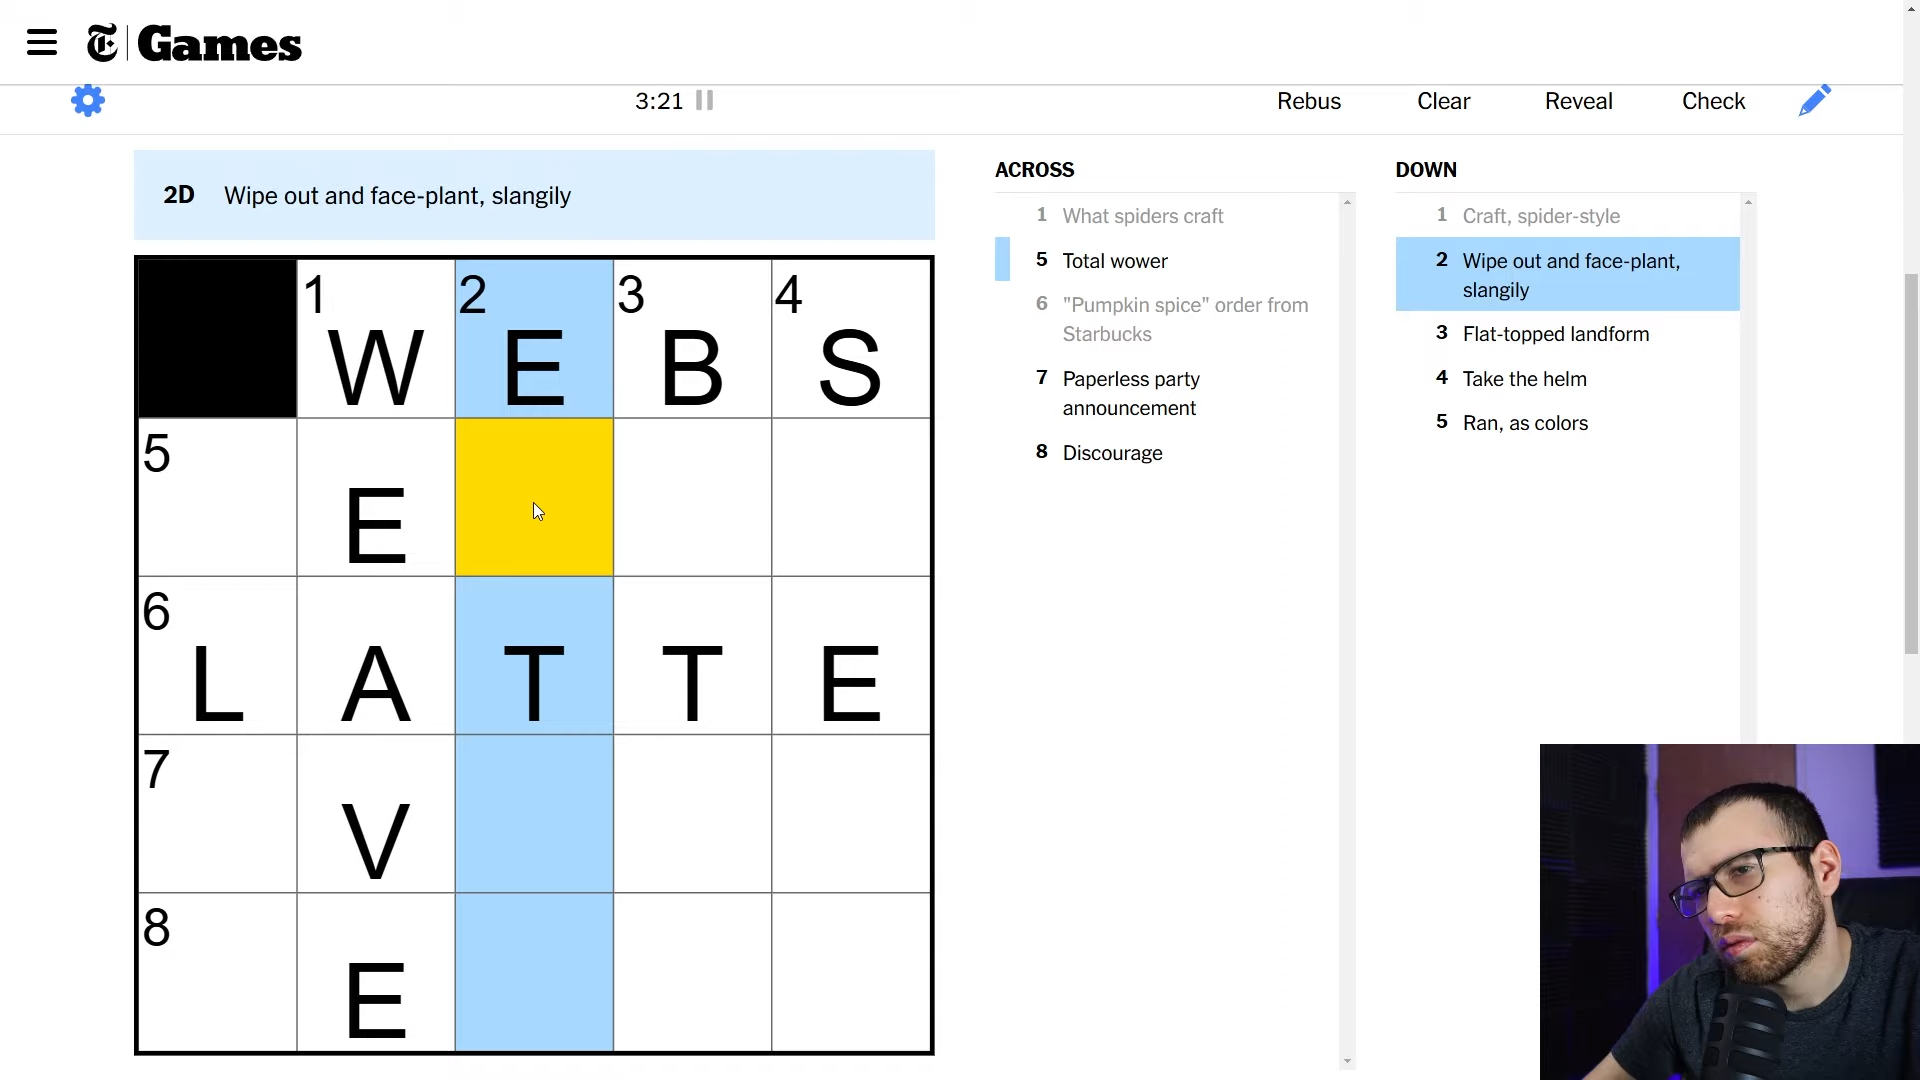 T Games
3:21
Rebus
Clear
Reveal
Check
2D Wipe out and face-plant, slangily
1 2 3 4
W E B S
5
E
6
L A T T E
7
V
8
E
ACROSS
1 What spiders craft
5 Total wower
6 "Pumpkin spice" order from
Starbucks
7 Paperless party
announcement
8 Discourage
DOWN
1 Craft, spider-style
2 Wipe out and face-plant,
slangily
3 Flat-topped landform
4 Take the helm
5 Ran, as colors